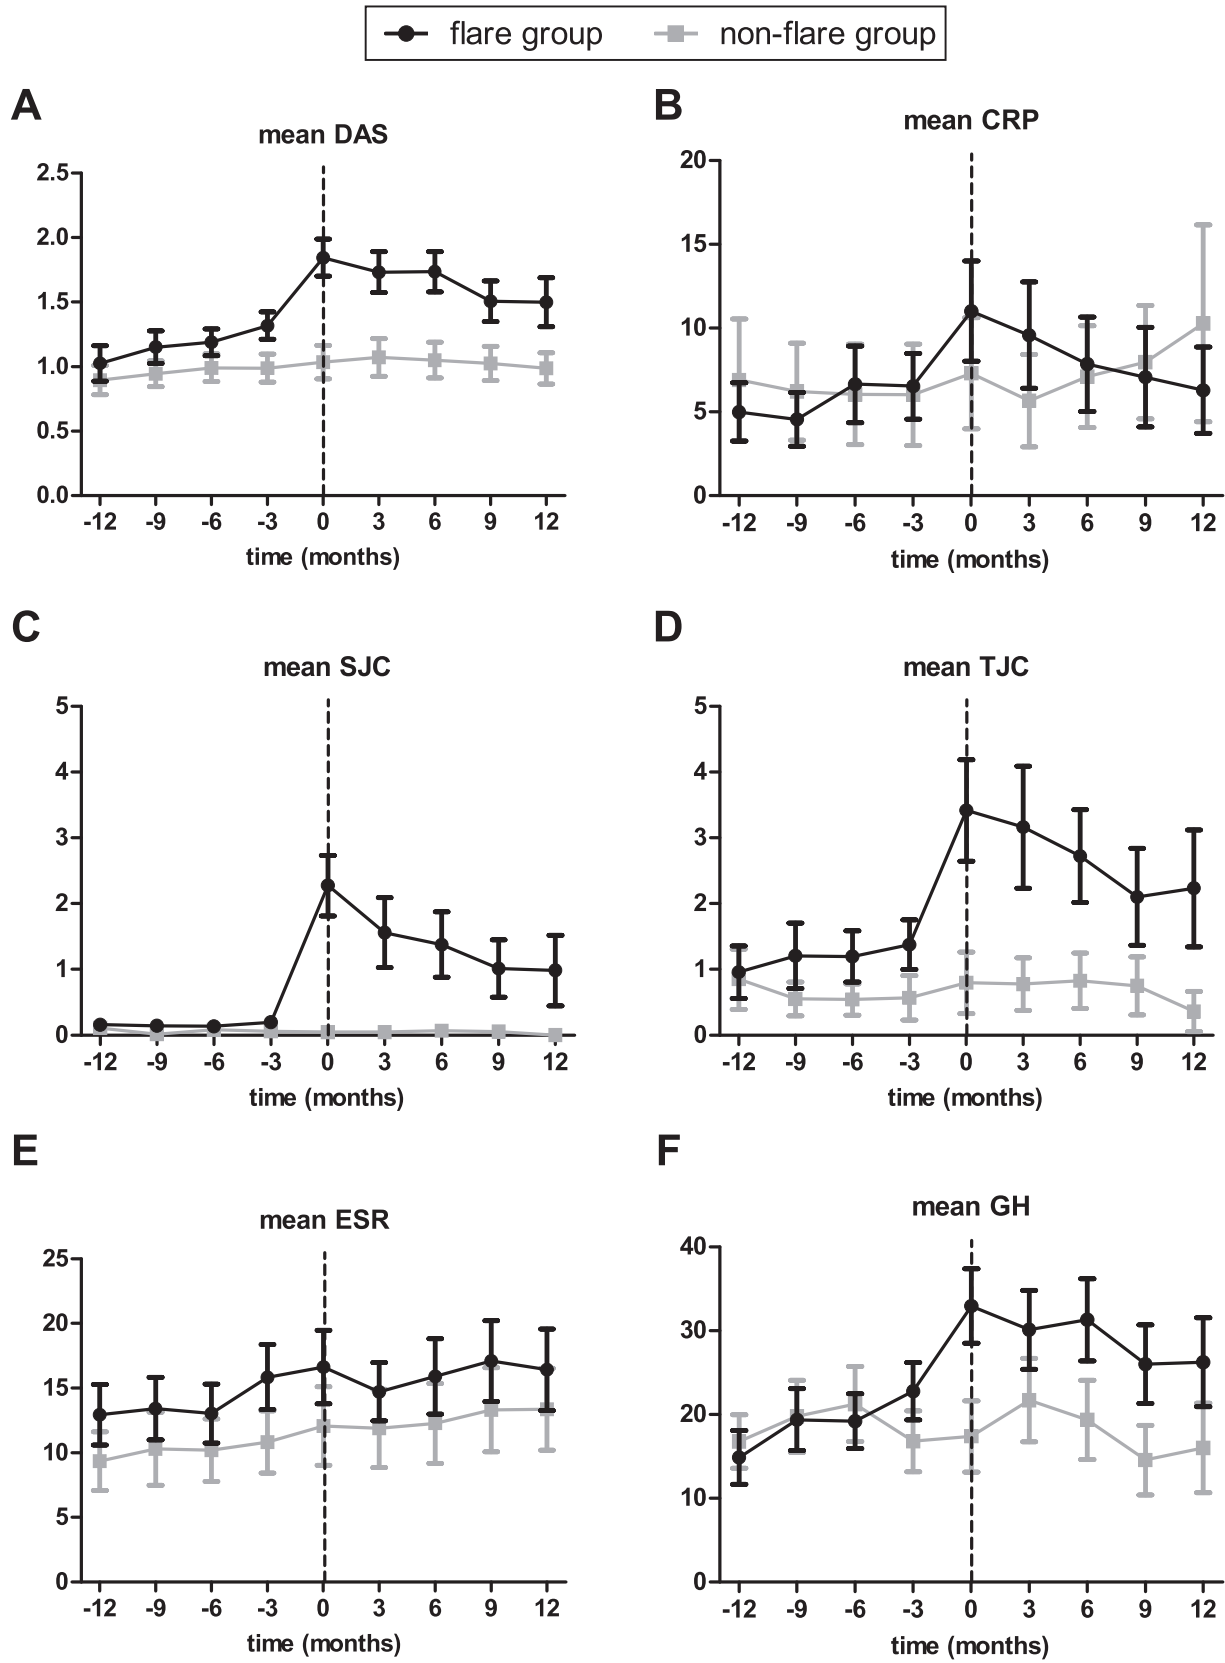 flare group non-flare group
A
mean DAS
2.5
2.0
1.5
1.0
0.5
0.0
-12 -9 -6 -3 0 3 6 9 12
time (months)
B
mean CRP
20
15
10
5
0
-12 -9 -6 -3 0 3 6 9 12
time (months)
C
mean SJC
5
4
3
2
1
0
-12 -9 -6 -3 0 3 6 9 12
time (months)
D
mean TJC
5
4
3
2
1
0
-12 -9 -6 -3 0 3 6 9 12
time (months)
E
mean ESR
25
20
15
10
5
0
-12 -9 -6 -3 0 3 6 9 12
time (months)
F
mean GH
40
30
20
10
0
-12 -9 -6 -3 0 3 6 9 12
time (months)